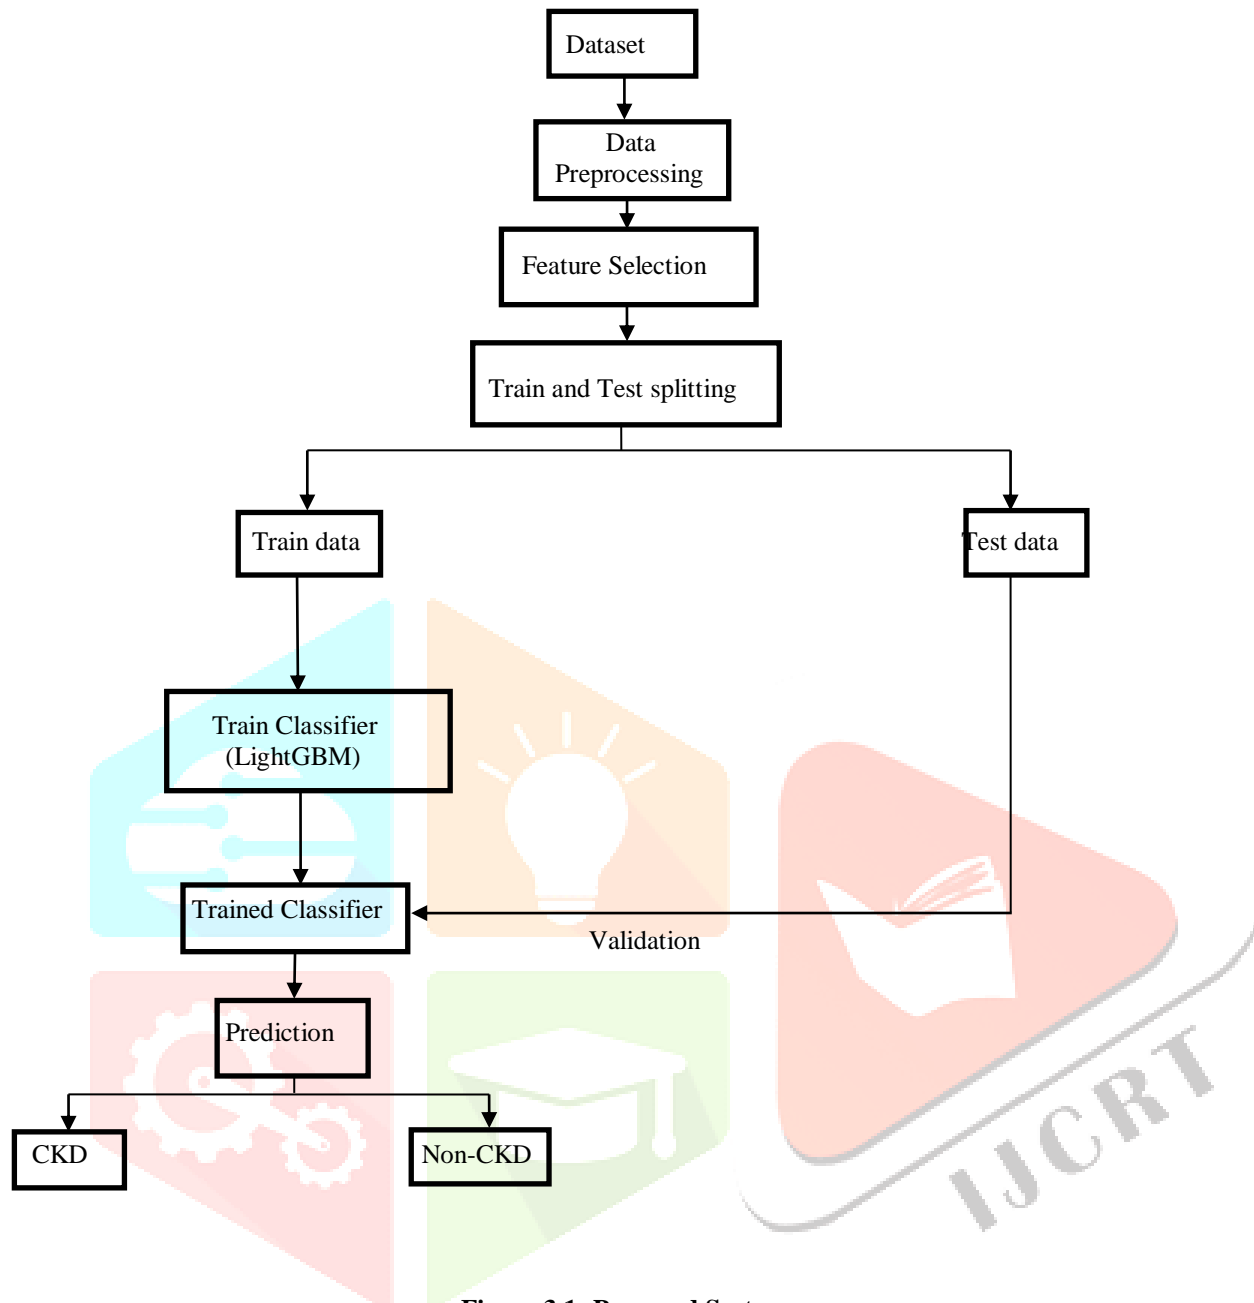 Dataset
Data
Preprocessing
Feature Selection
Train and Test splitting
Train data
Test data
Train Classifier
(LightGBM)
Trained Classifier
Validation
Prediction
CKD
Non-CKD
IJCRT